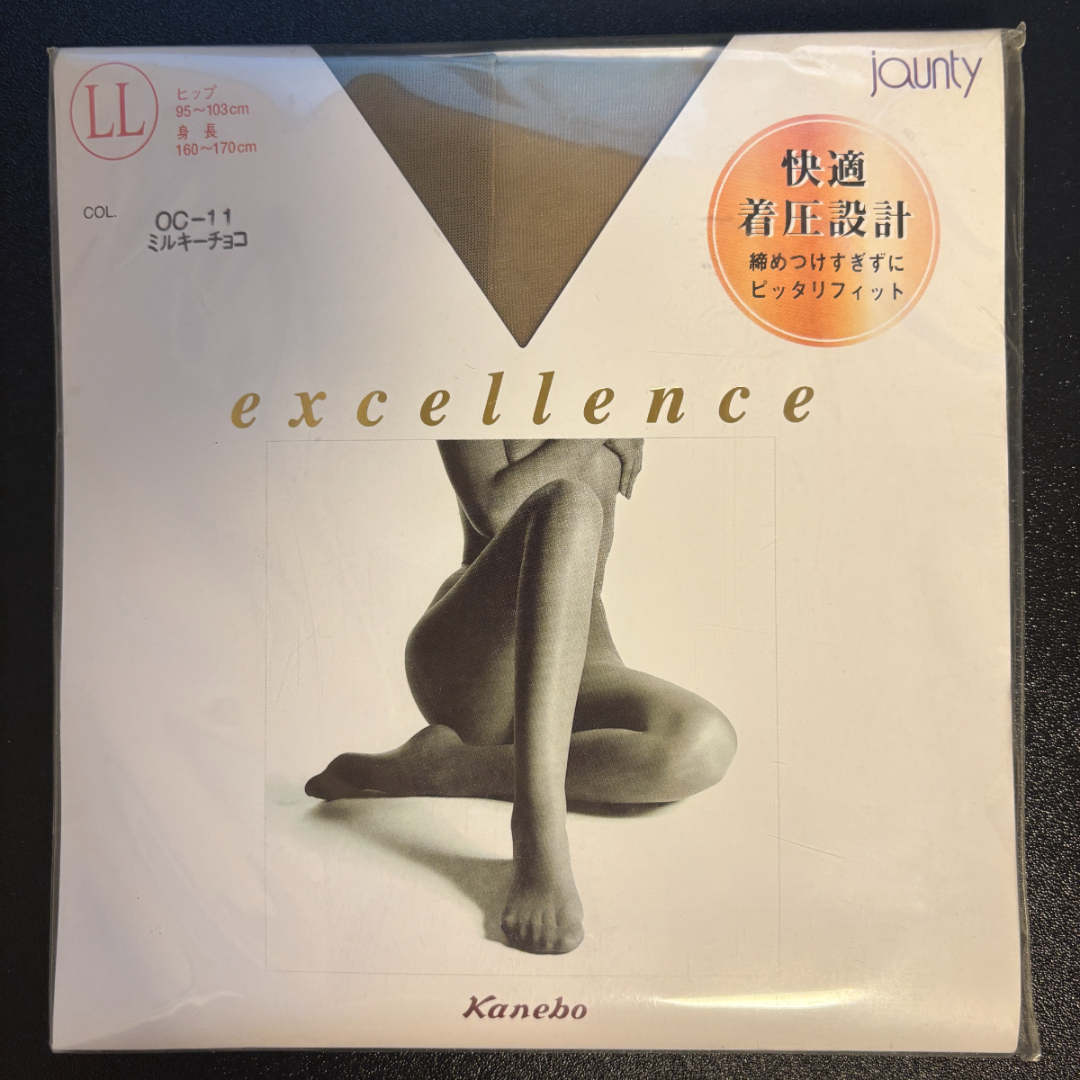 LL
ヒップ
95〜103cm
身長
160〜170cm
COL.
OC-11
ミルキーチョコ
jaunty
快適
着圧設計
締めつけすぎずに
ピッタリフィット
excellence
Kanebo